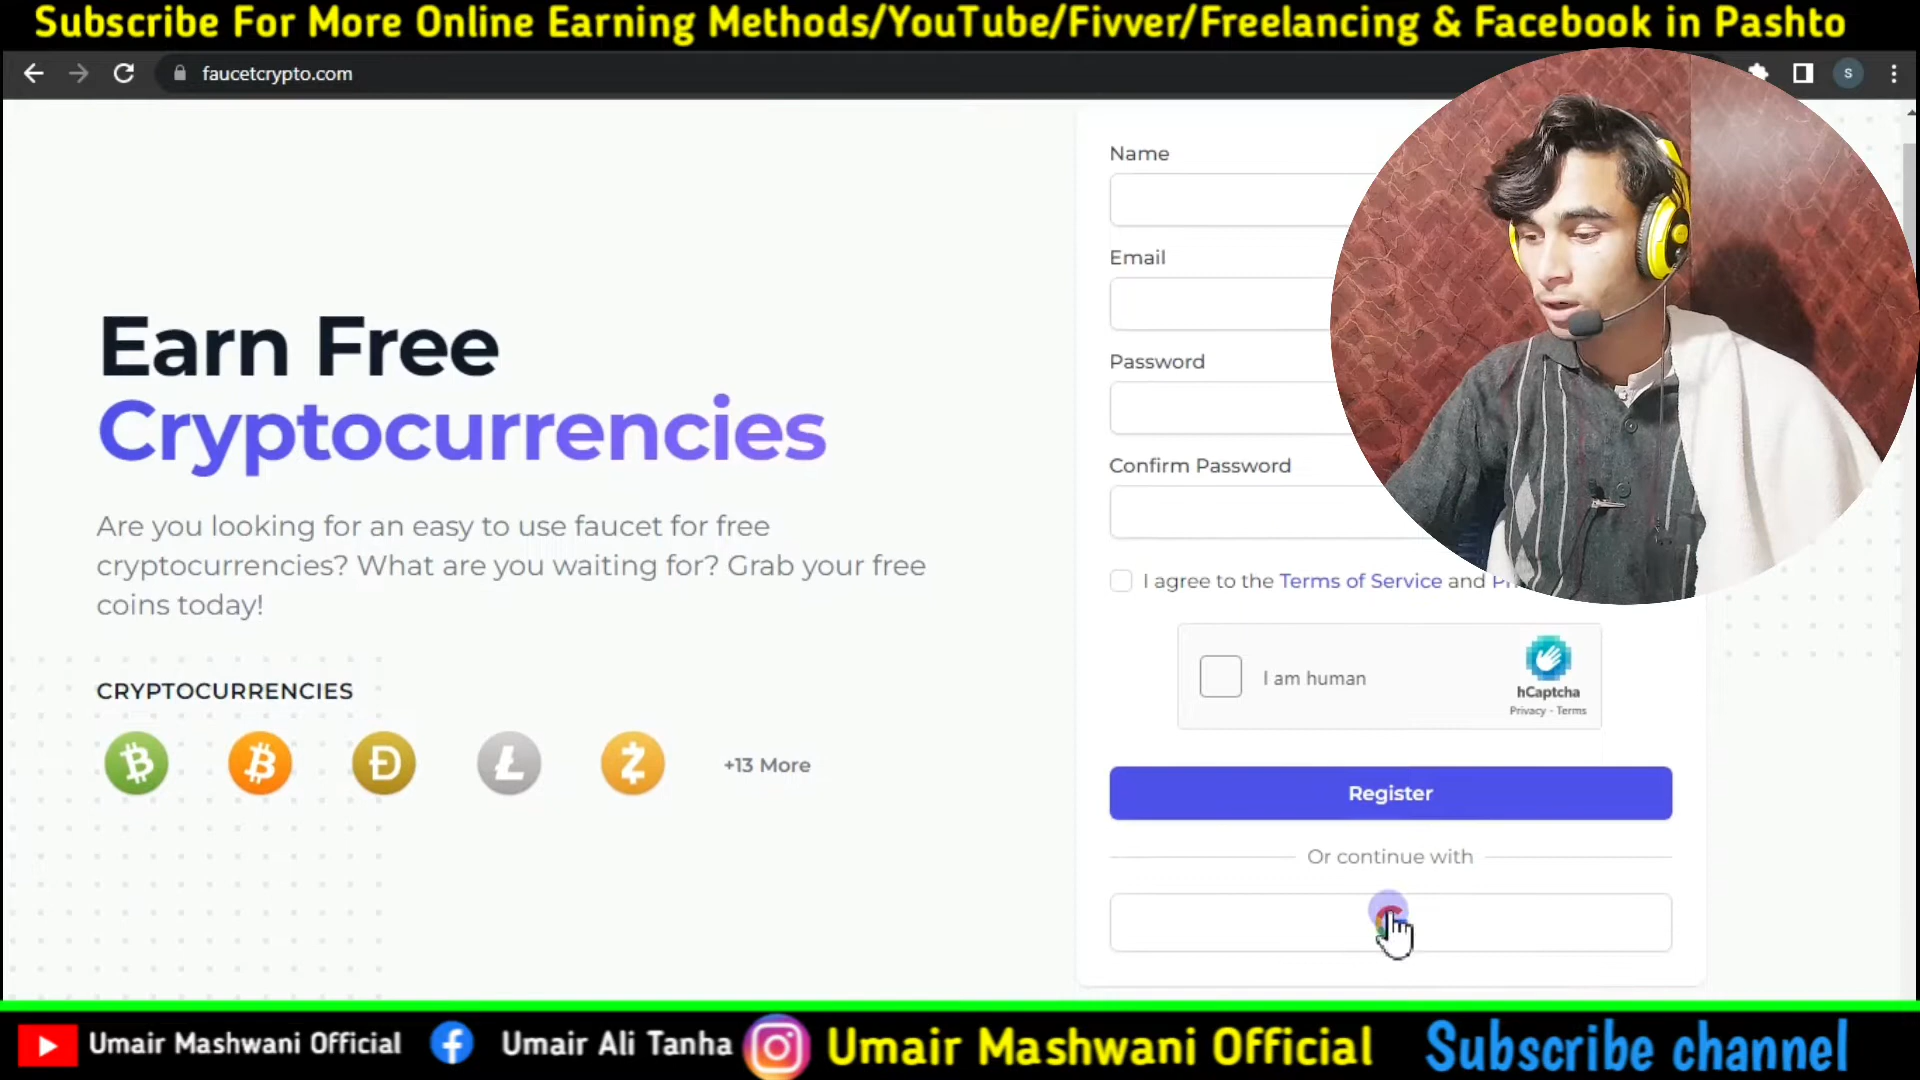 Subscribe For More Online Earning Methods/YouTube/Fivver/Freelancing & Facebook in Pashto
faucetcrypto.com
S
Name
Email
Password
Confirm Password
I agree to the Terms of Service and
I am human
hCaptcha
Privacy - Terms
Register
Or continue with
Earn Free
Cryptocurrencies
Are you looking for an easy to use faucet for free
cryptocurrencies? What are you waiting for? Grab your free
coins today!
CRYPTOCURRENCIES
+13 More
Umair Mashwani Official
Umair Ali Tanha
Umair Mashwani Official
Subscribe channel